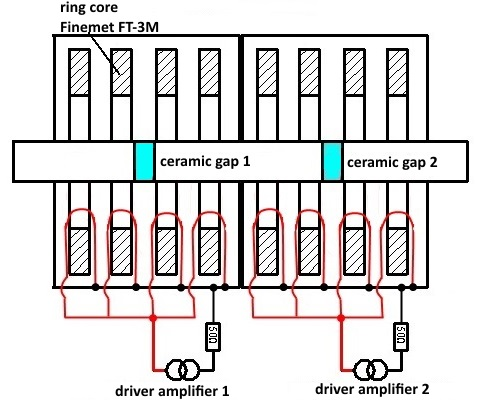 ring core
Finemet FT-3M
ceramic gap 1
ceramic gap 2
50Ω
50Ω
driver amplifier 1
driver amplifier 2